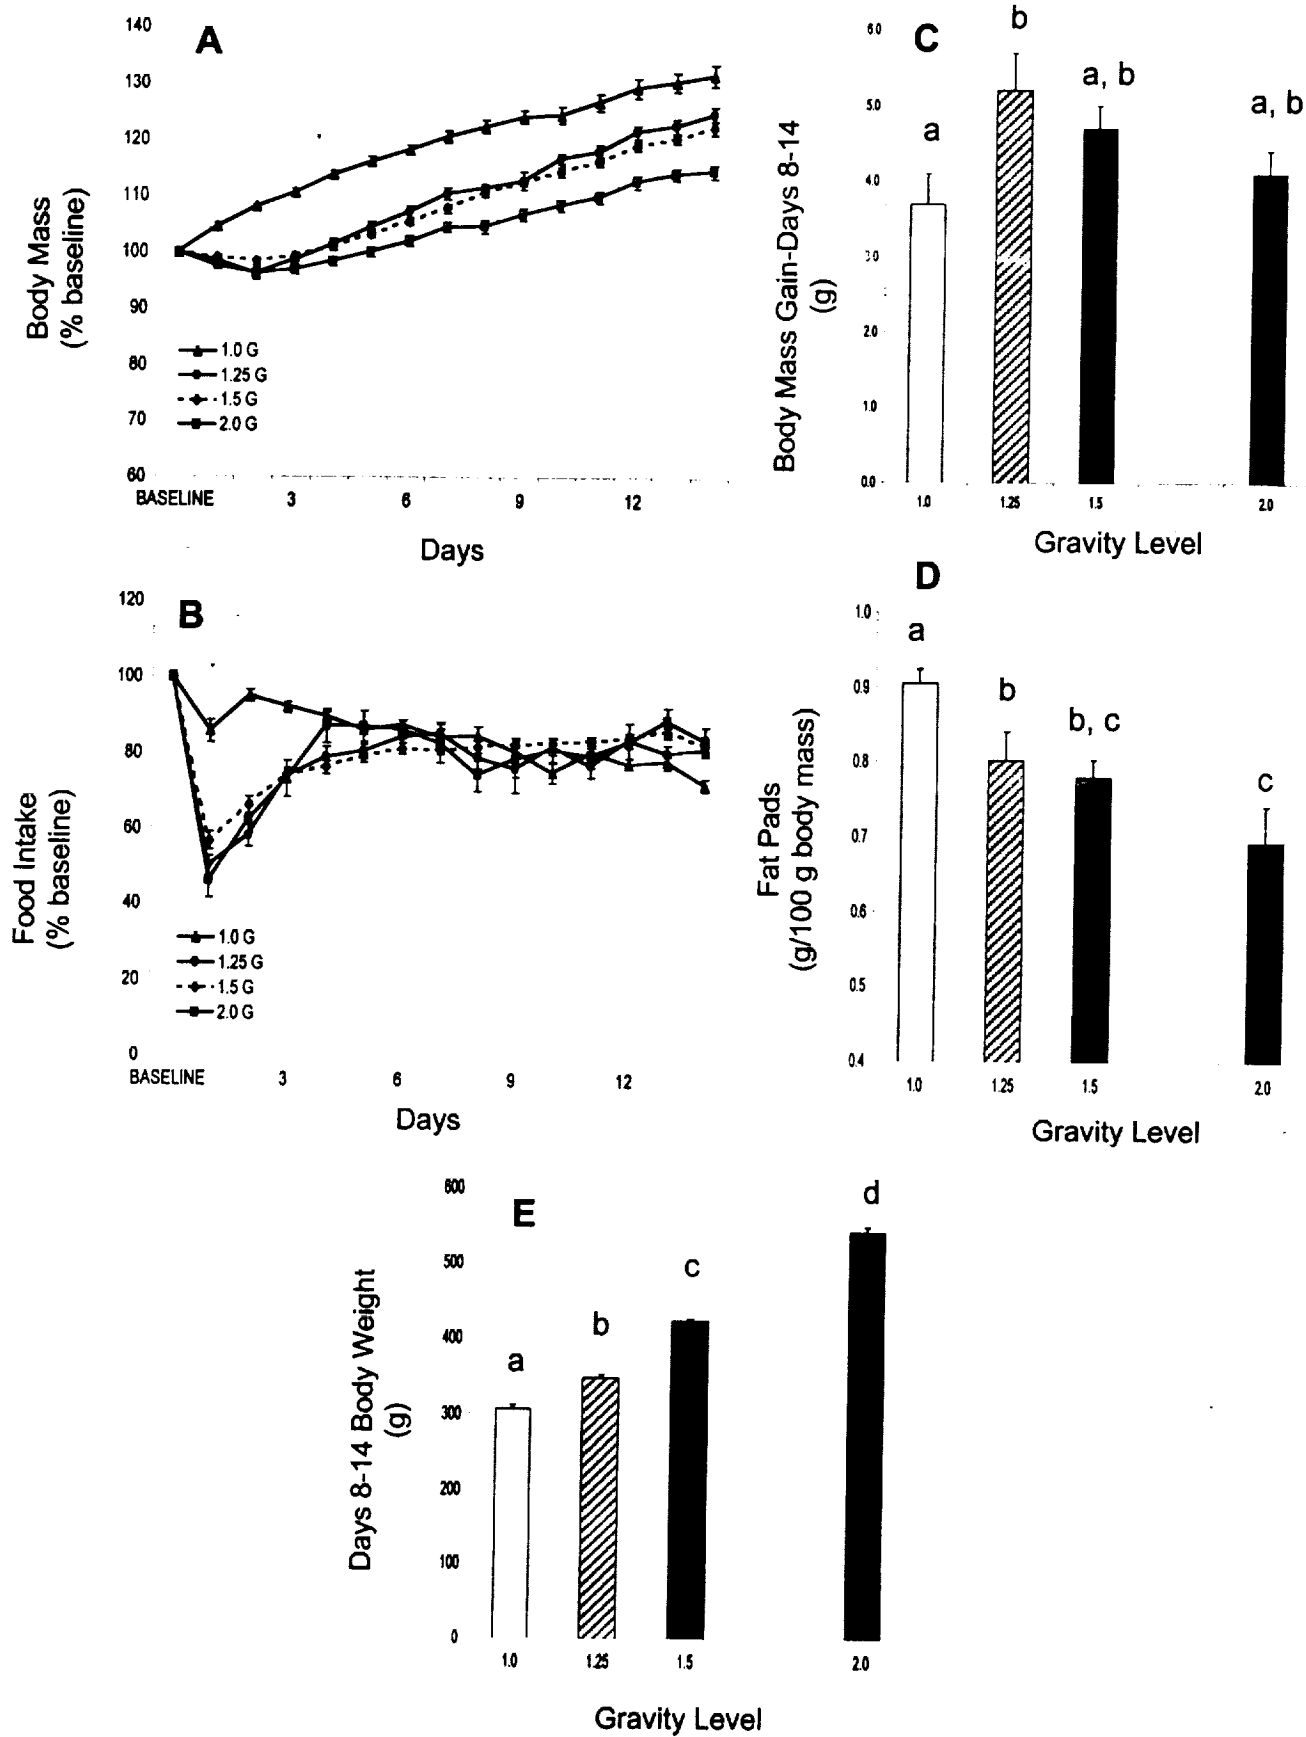 A
140
130
120
110
100
90
80
70
60
Body Mass
(% baseline)
1.0 G
1.25 G
1.5 G
2.0 G
BASELINE 3 6 9 12
Days
C
6.0
5.0
4.0
3.0
2.0
1.0
0.0
Body Mass Gain-Days 8-14
(g)
a
b
a, b
a, b
1.0 1.25 1.5 2.0
Gravity Level
B
120
100
80
60
40
20
0
Food Intake
(% baseline)
1.0 G
1.25 G
1.5 G
2.0 G
BASELINE 3 6 9 12
Days
D
1.0
0.9
0.8
0.7
0.6
0.5
0.4
Fat Pads
(g/100 g body mass)
a
b
b, c
c
1.0 1.25 1.5 2.0
Gravity Level
E
600
500
400
300
200
100
0
Days 8-14 Body Weight
(g)
a
b
c
d
1.0 1.25 1.5 2.0
Gravity Level